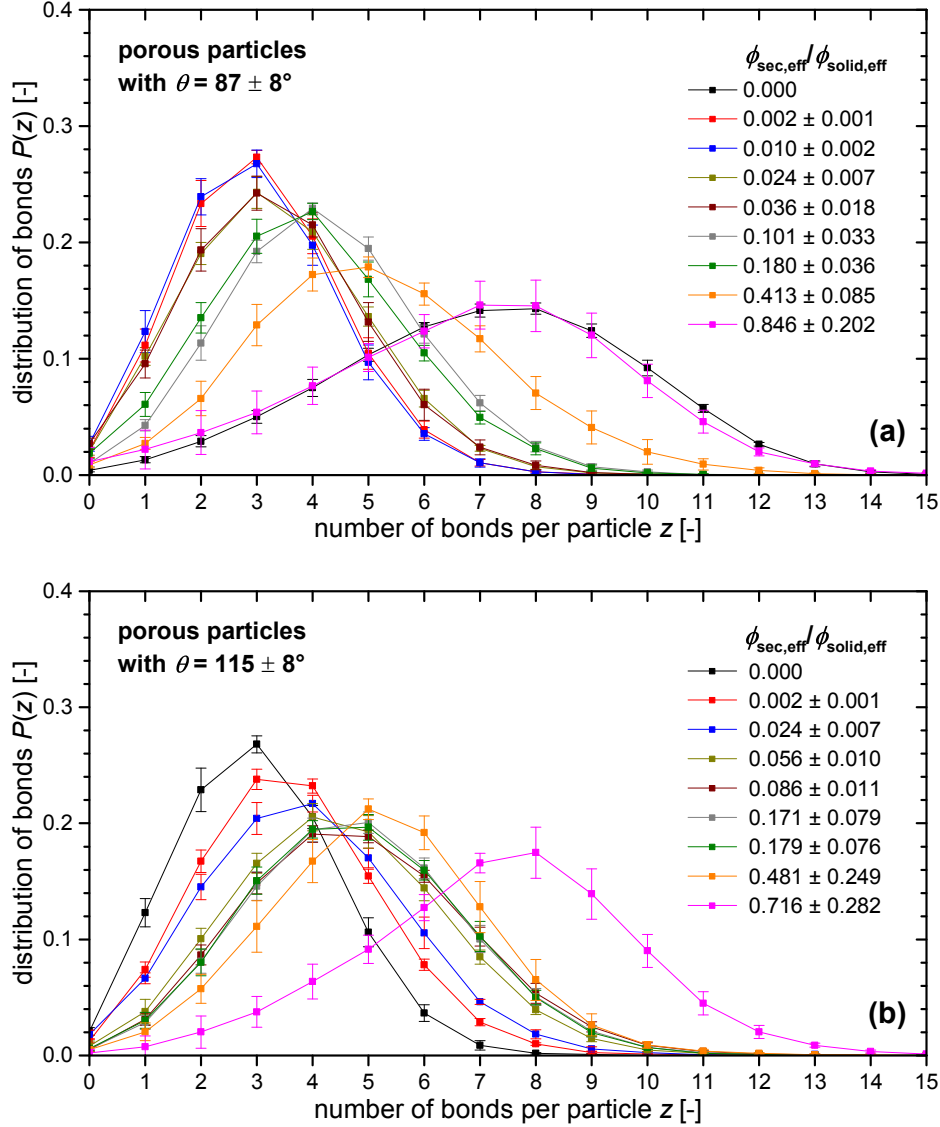 porous particles
with θ = 87 ± 8°
ϕsec,eff/ϕsolid,eff
0.000
0.002 ± 0.001
0.010 ± 0.002
0.024 ± 0.007
0.036 ± 0.018
0.101 ± 0.033
0.180 ± 0.036
0.413 ± 0.085
0.846 ± 0.202
(a)
distribution of bonds P(z) [-]
0.4
0.3
0.2
0.1
0.0
0 1 2 3 4 5 6 7 8 9 10 11 12 13 14 15
number of bonds per particle z [-]
porous particles
with θ = 115 ± 8°
ϕsec,eff/ϕsolid,eff
0.000
0.002 ± 0.001
0.024 ± 0.007
0.056 ± 0.010
0.086 ± 0.011
0.171 ± 0.079
0.179 ± 0.076
0.481 ± 0.249
0.716 ± 0.282
(b)
distribution of bonds P(z) [-]
0.4
0.3
0.2
0.1
0.0
0 1 2 3 4 5 6 7 8 9 10 11 12 13 14 15
number of bonds per particle z [-]